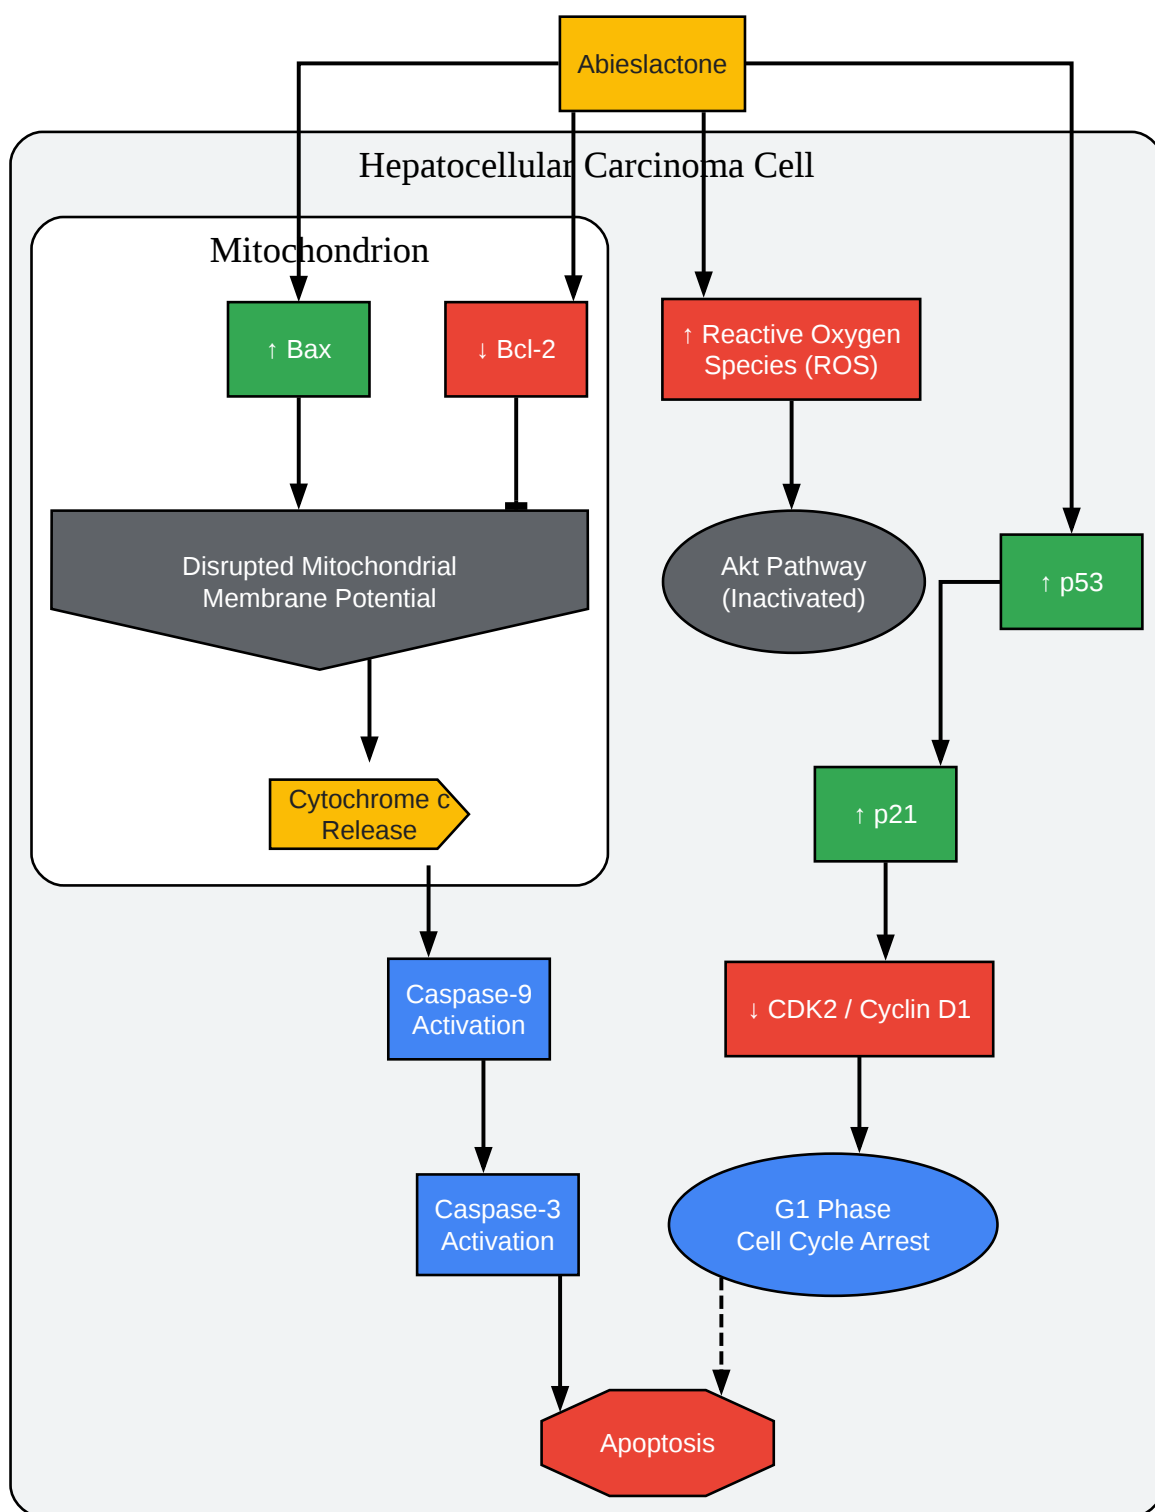 Abieslactone
Hepatocellular Carcinoma Cell
Mitochondrion
↑ Bax
↓ Bcl-2
↑ Reactive Oxygen
Species (ROS)
Disrupted Mitochondrial
Membrane Potential
Akt Pathway
(Inactivated)
↑ p53
Cytochrome c
Release
↑ p21
Caspase-9
Activation
↓ CDK2 / Cyclin D1
Caspase-3
Activation
G1 Phase
Cell Cycle Arrest
Apoptosis